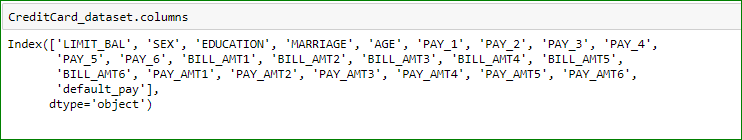 CreditCard_dataset.columns
Index(['LIMIT_BAL', 'SEX', 'EDUCATION', 'MARRIAGE', 'AGE', 'PAY_1', 'PAY_2', 'PAY_3', 'PAY_4',
'PAY_5', 'PAY_6', 'BILL_AMT1', 'BILL_AMT2', 'BILL_AMT3', 'BILL_AMT4', 'BILL_AMT5',
'BILL_AMT6', 'PAY_AMT1', 'PAY_AMT2', 'PAY_AMT3', 'PAY_AMT4', 'PAY_AMT5', 'PAY_AMT6',
'default_pay'],
dtype='object')